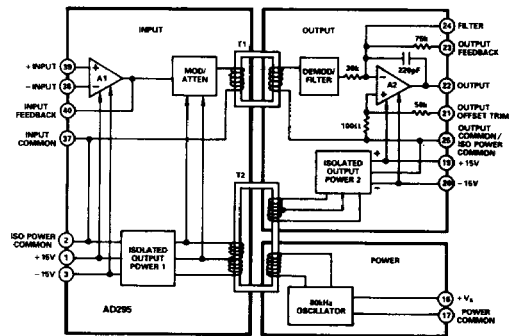 INPUT
OUTPUT
T1
24 FILTER
75k
23 OUTPUT FEEDBACK
220pF
39 +INPUT
A1
38 -INPUT
MOD/
ATTEN
DEMOD/
FILTER
30k
A2
22 OUTPUT
40 INPUT FEEDBACK
50k
21 OUTPUT OFFSET TRIM
37 INPUT COMMON
100Ω
25 OUTPUT COMMON/
ISO POWER
COMMON
ISOLATED
OUTPUT
POWER 2
+
19 +15V
-
20 -15V
T2
2 ISO POWER COMMON
1 +15V
3 -15V
ISOLATED
OUTPUT
POWER 1
POWER
80kHz
OSCILLATOR
16 +Vs
17 POWER COMMON
AD295